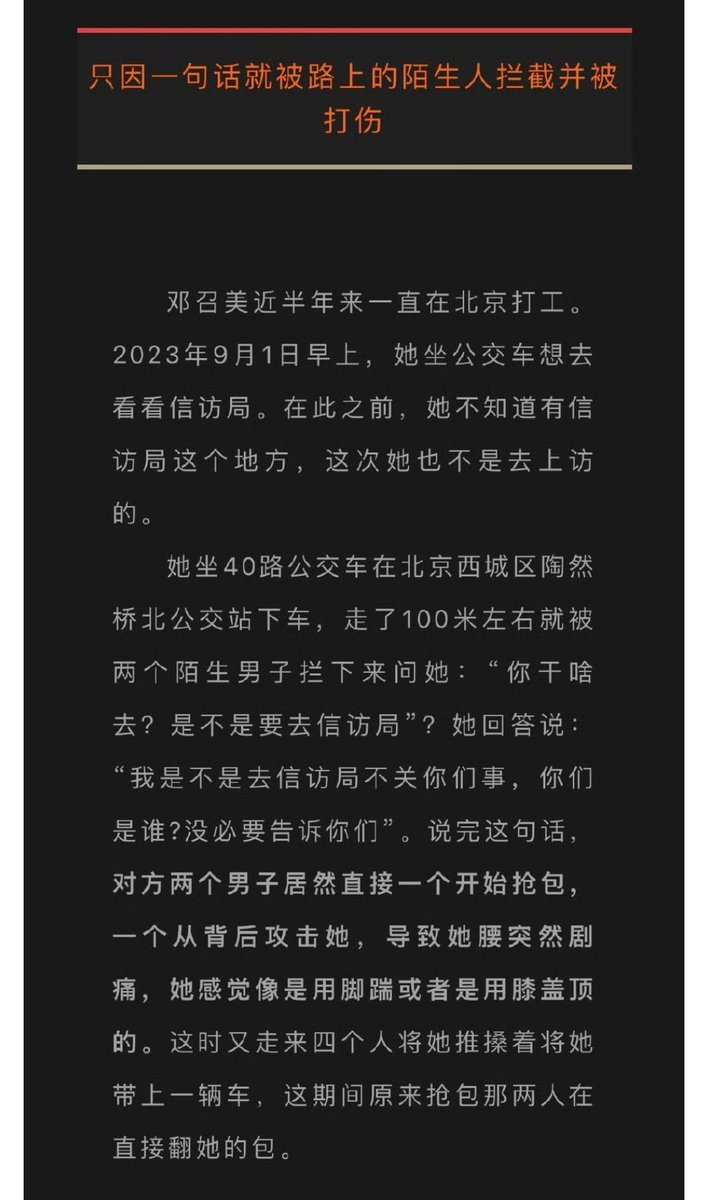 只因一句话就被路上的陌生人拦截并被
打伤
邓召美近半年来一直在北京打工。
2023年9月1日早上，她坐公交车想去
看看信访局。在此之前，她不知道有信
访局这个地方，这次她也不是去上访
的。
她坐40路公交车在北京西城区陶然
桥北公交站下车，走了100米左右就被
两个陌生男子拦下来问她：“你干啥
去？是不是要去信访局”？她回答说：
“我是不是去信访局不关你们事，你们
是谁?没必要告诉你们”。说完这句话，
对方两个男子居然直接一个开始抢包，
一个从背后攻击她，导致她腰突然剧
痛，她感觉像是用脚踹或者是用膝盖顶
的。这时又走来四个人将她推搡着将她
带上一辆车，这期间原来抢包那两人在
直接翻她的包。